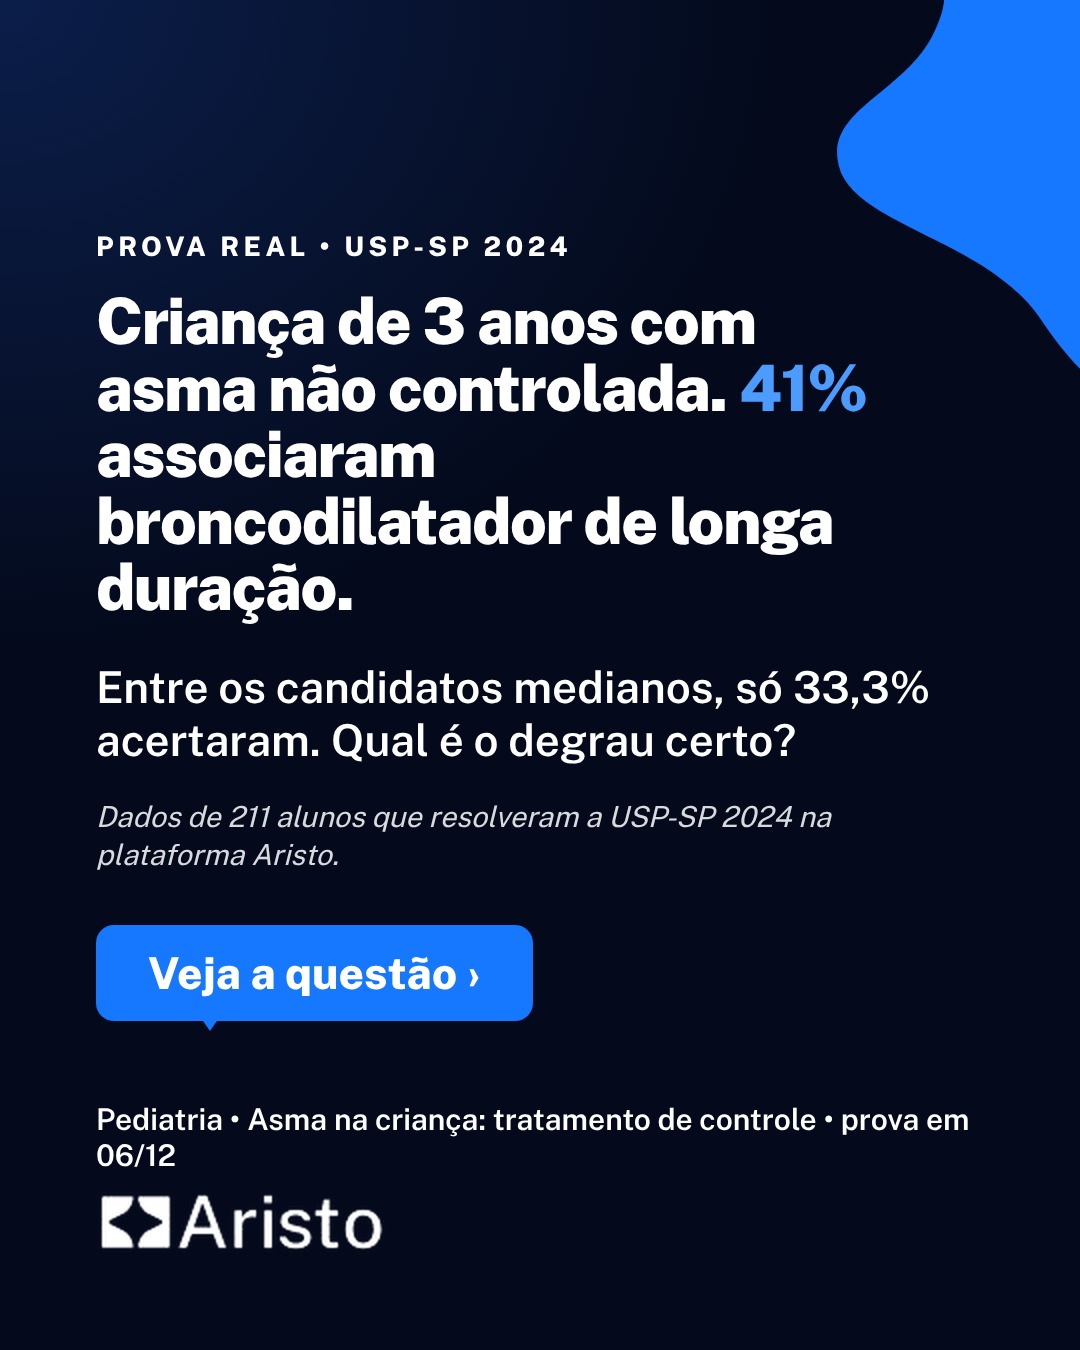 PROVA REAL • USP-SP 2024
Criança de 3 anos com
asma não controlada. 41%
associaram
broncodilatador de longa
duração.
Entre os candidatos medianos, só 33,3%
acertaram. Qual é o degrau certo?
Dados de 211 alunos que resolveram a USP-SP 2024 na
plataforma Aristo.
Veja a questão ›
Pediatria • Asma na criança: tratamento de controle • prova em
06/12
Aristo